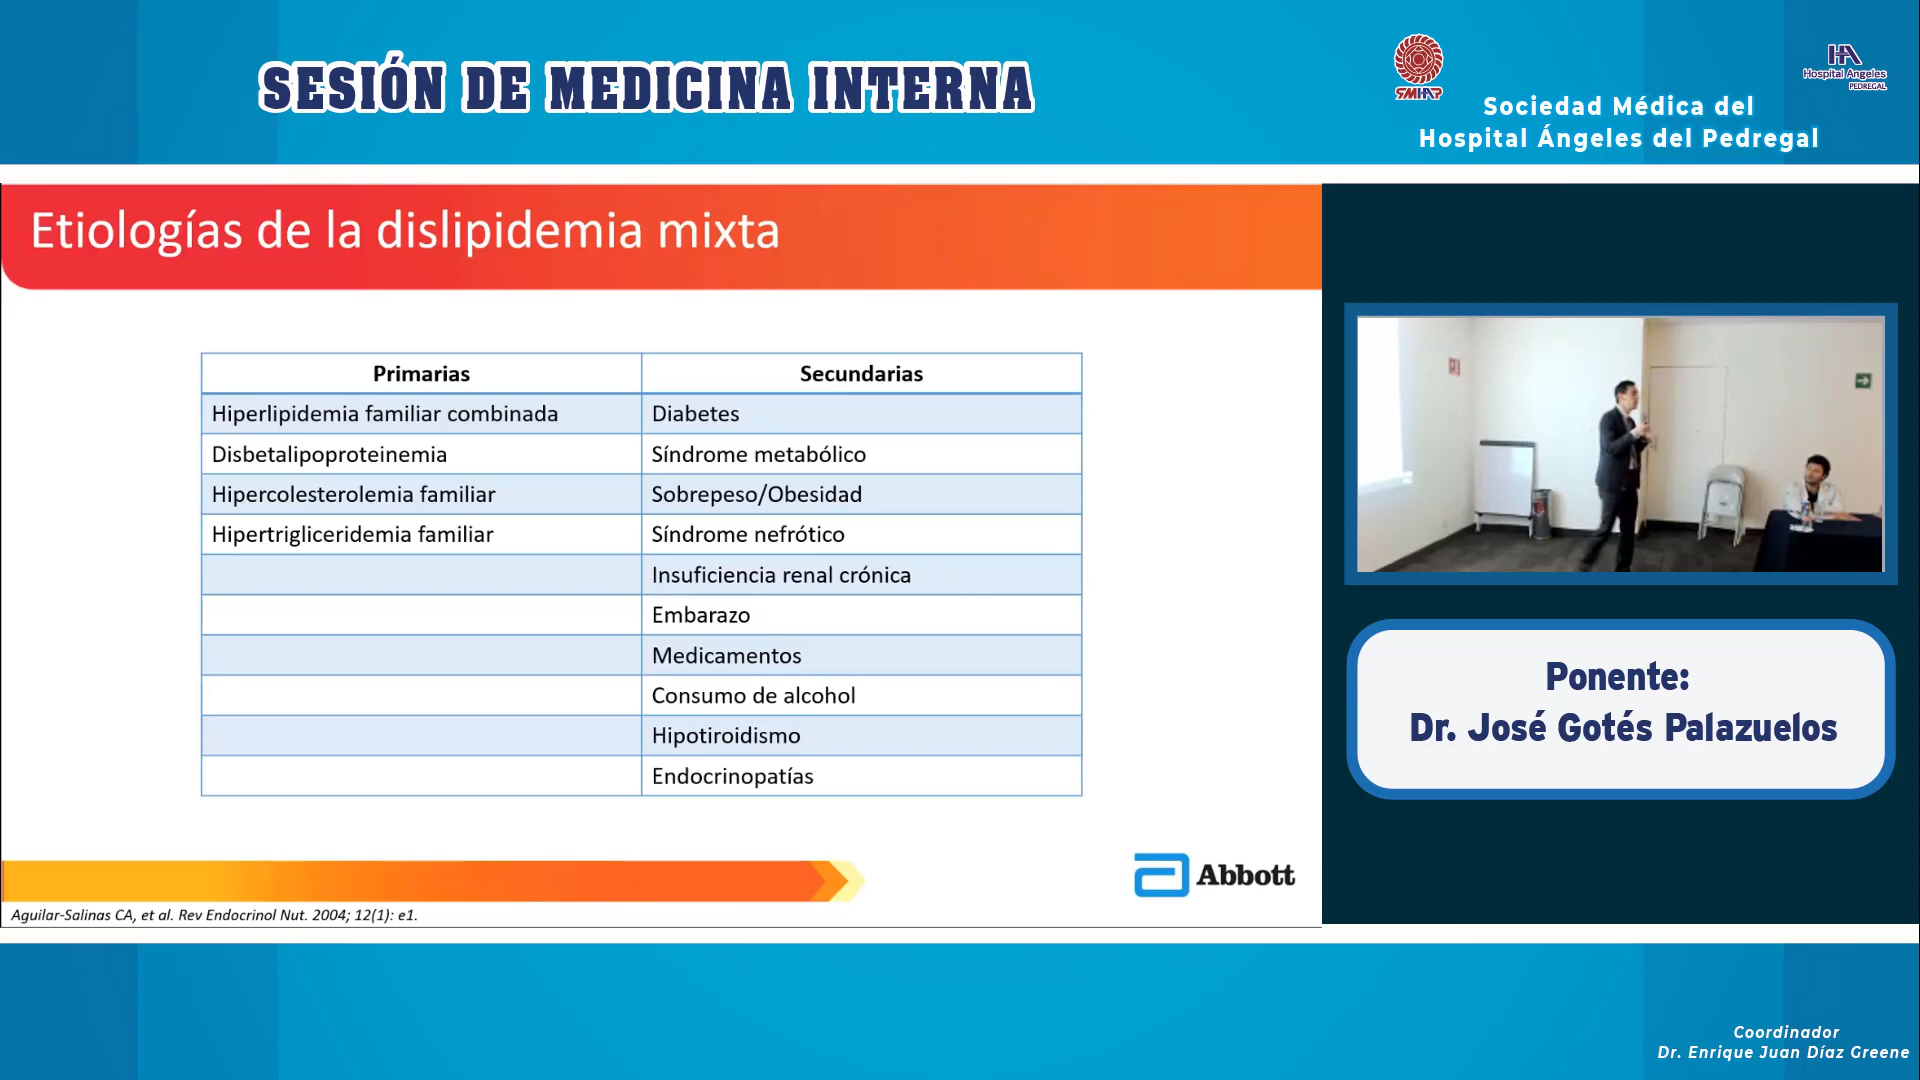 SESIÓN DE MEDICINA INTERNA
SMHAP
Hospital Angeles
PEDREGAL
Sociedad Médica del
Hospital Ángeles del Pedregal
Etiologías de la dislipidemia mixta
Primarias
Secundarias
Hiperlipidemia familiar combinada
Diabetes
Disbetalipoproteinemia
Síndrome metabólico
Hipercolesterolemia familiar
Sobrepeso/Obesidad
Hipertrigliceridemia familiar
Síndrome nefrótico
Insuficiencia renal crónica
Embarazo
Medicamentos
Consumo de alcohol
Hipotiroidismo
Endocrinopatías
Abbott
Aguilar-Salinas CA, et al. Rev Endocrinol Nut. 2004; 12(1): e1.
Ponente:
Dr. José Gotés Palazuelos
Coordinador
Dr. Enrique Juan Díaz Greene